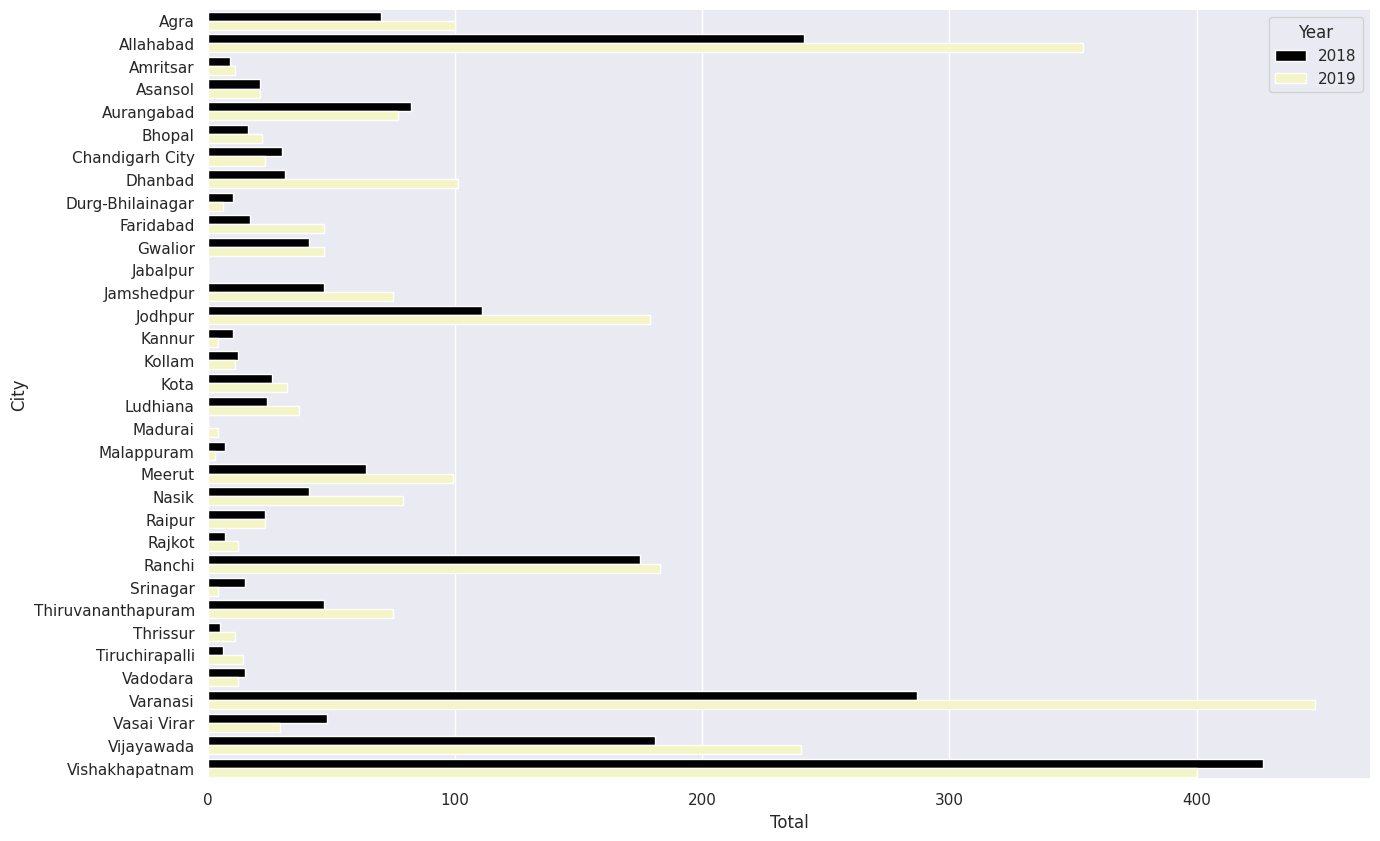 Year
2018
2019
City
Agra
Allahabad
Amritsar
Asansol
Aurangabad
Bhopal
Chandigarh City
Dhanbad
Durg-Bhilainagar
Faridabad
Gwalior
Jabalpur
Jamshedpur
Jodhpur
Kannur
Kollam
Kota
Ludhiana
Madurai
Malappuram
Meerut
Nasik
Raipur
Rajkot
Ranchi
Srinagar
Thiruvananthapuram
Thrissur
Tiruchirapalli
Vadodara
Varanasi
Vasai Virar
Vijayawada
Vishakhapatnam
0 100 200 300 400
Total